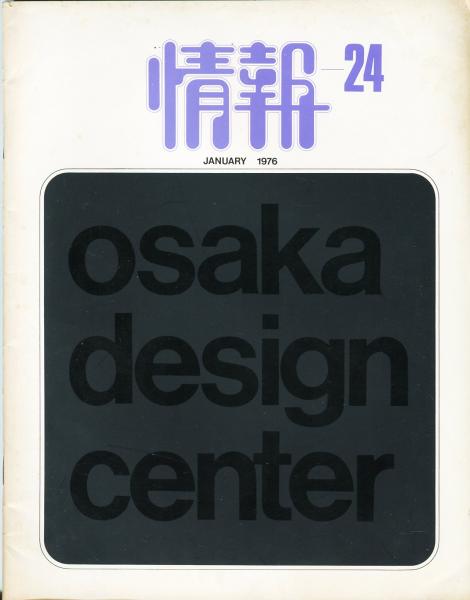 情報—24
JANUARY 1976
osaka
design
center